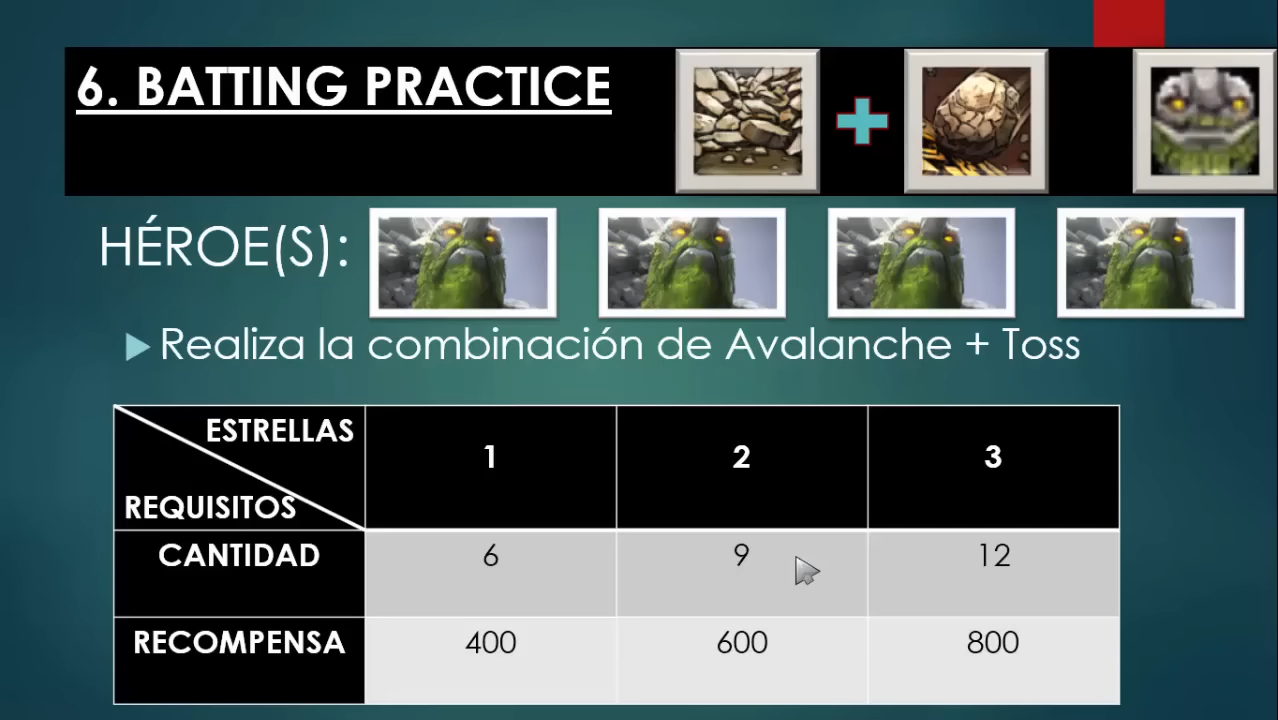 6. BATTING PRACTICE
HÉROE(S):
Realiza la combinación de Avalanche + Toss
ESTRELLAS
REQUISITOS
1
2
3
CANTIDAD
6
9
12
RECOMPENSA
400
600
800